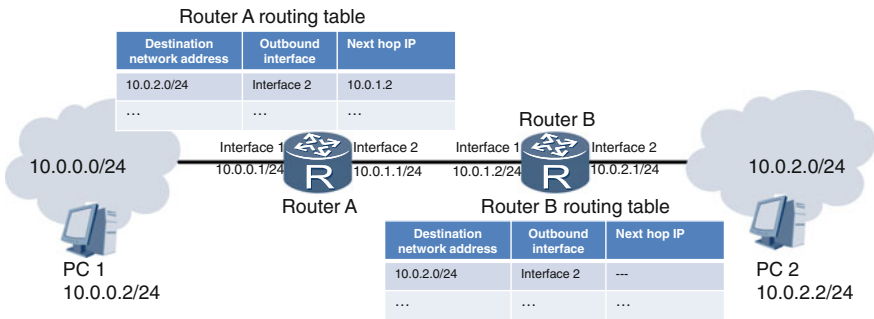 Router A routing table
Destination network address Outbound interface Next hop IP
10.0.2.0/24 Interface 2 10.0.1.2
... ... ...
Router B
Interface 1 Interface 2 Interface 1 Interface 2
10.0.0.0/24 10.0.0.1/24 R 10.0.1.1/24 10.0.1.2/24 R 10.0.2.1/24 10.0.2.0/24
Router A
Router B routing table
Destination network address Outbound interface Next hop IP
10.0.2.0/24 Interface 2 ---
... ... ...
PC 1
10.0.0.2/24
PC 2
10.0.2.2/24